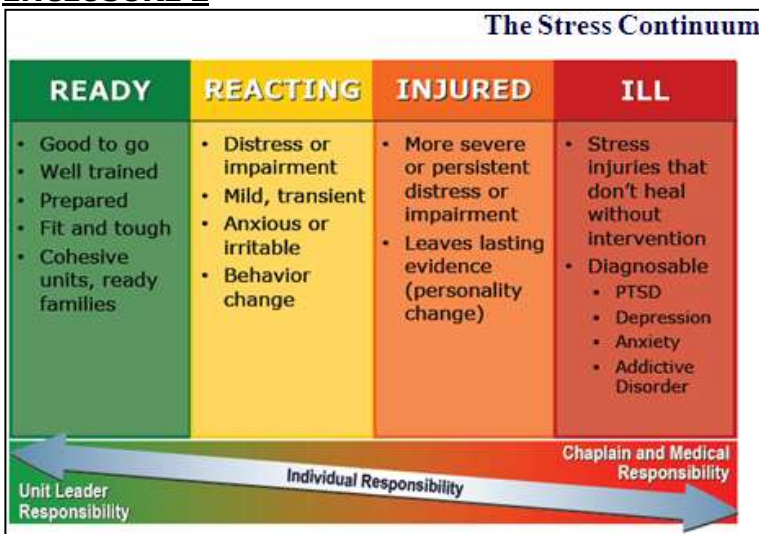 The Stress Continuum
READY
• Good to go
• Well trained
• Prepared
• Fit and tough
• Cohesive
units, ready
families
REACTING
• Distress or
impairment
• Mild, transient
• Anxious or
irritable
• Behavior
change
INJURED
• More severe
or persistent
distress or
impairment
• Leaves lasting
evidence
(personality
change)
ILL
• Stress
injuries that
don't heal
without
intervention
• Diagnosable
• PTSD
• Depression
• Anxiety
• Addictive
Disorder
Unit Leader
Responsibility
Individual Responsibility
Chaplain and Medical
Responsibility